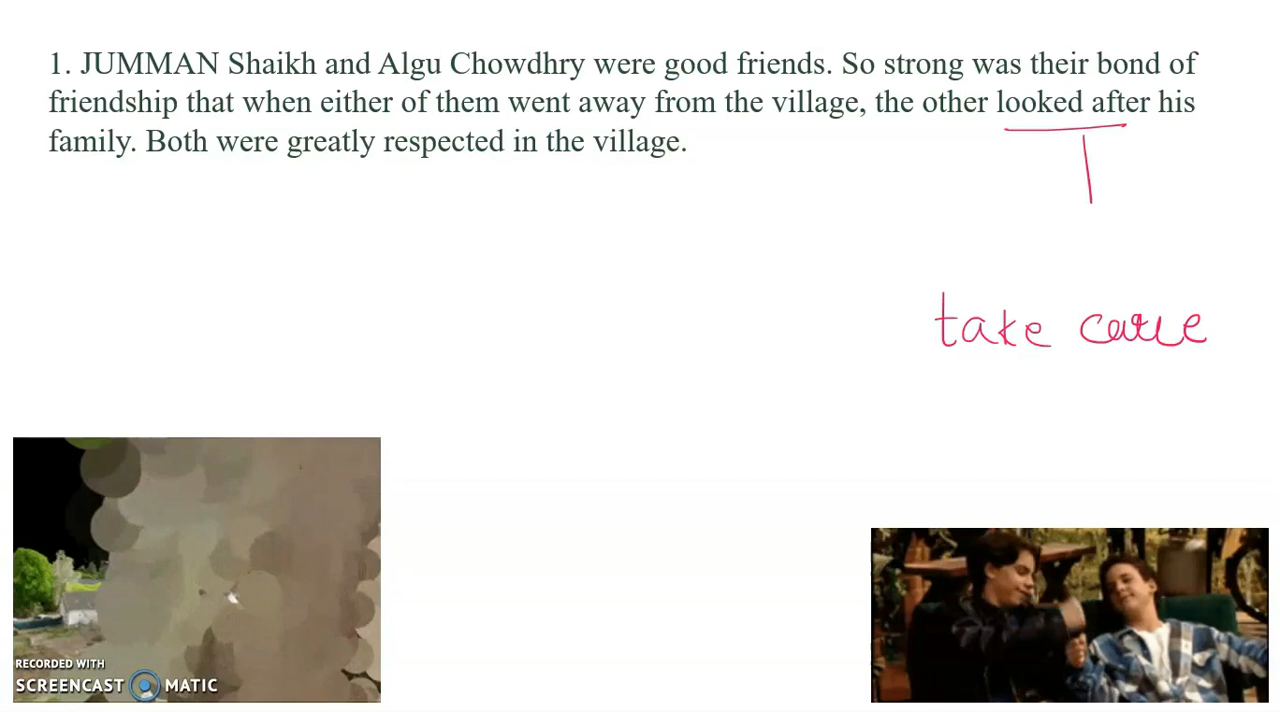 1. JUMMAN Shaikh and Algu Chowdhry were good friends. So strong was their bond of
friendship that when either of them went away from the village, the other looked after his
family. Both were greatly respected in the village.
take care
RECORDED WITH
SCREENCAST MATIC